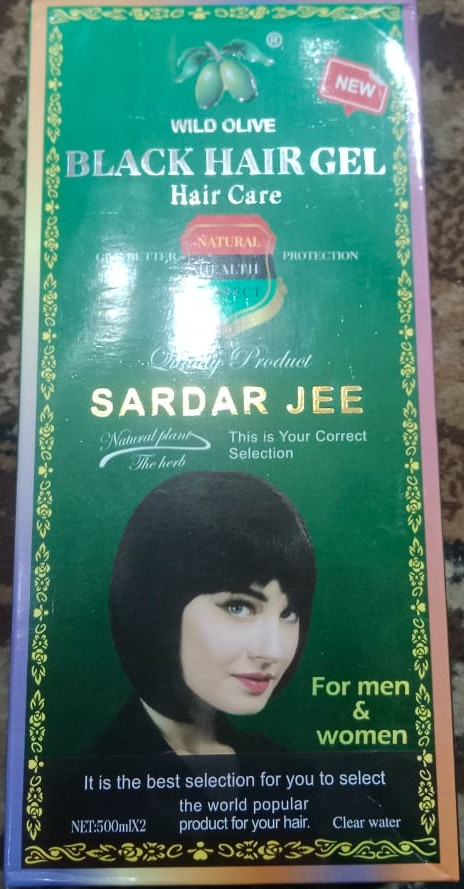 ®
NEW
WILD OLIVE
BLACK HAIR GEL
Hair Care
NATURAL
BETTER PROTECTION
HEALTH
Quality Product
SARDAR JEE
Natural plant
The herb
This is Your Correct
Selection
For men
&
women
It is the best selection for you to select
the world popular
NET:500mlX2 product for your hair. Clear water